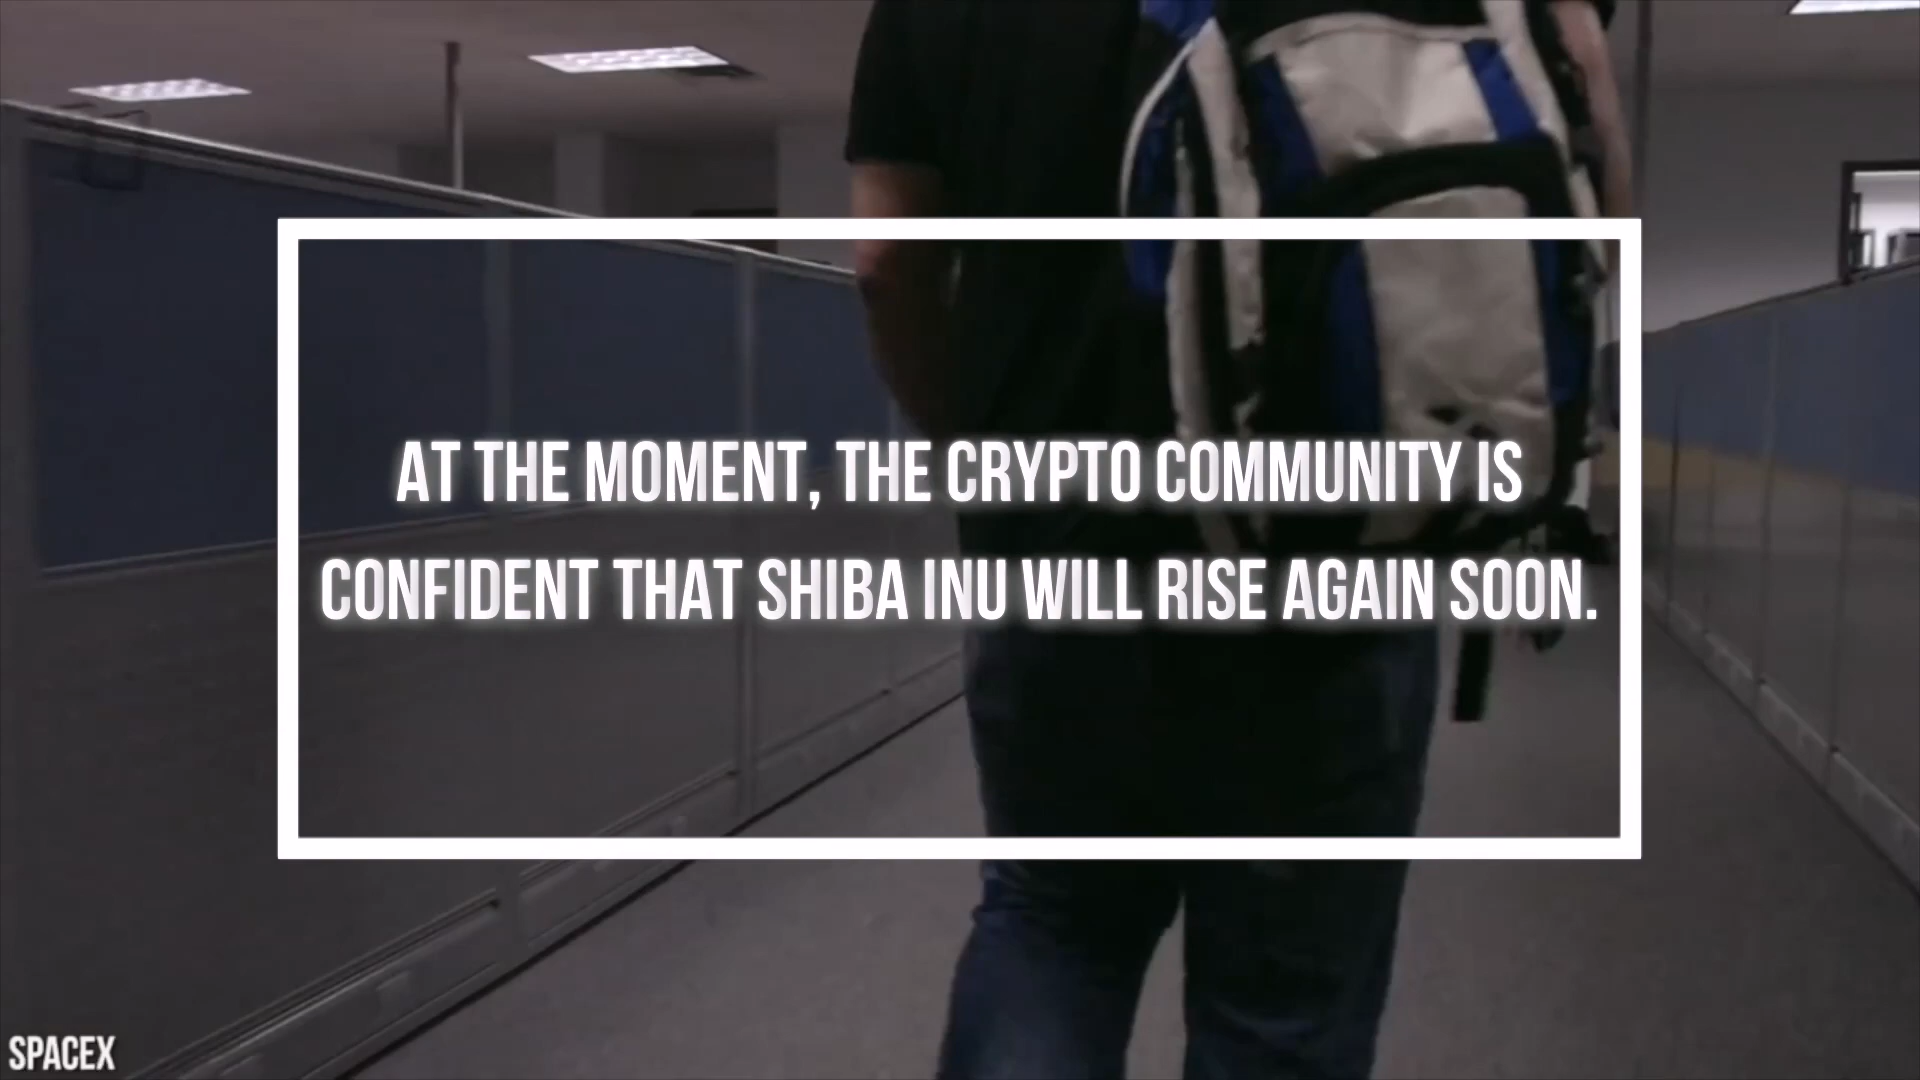 AT THE MOMENT, THE CRYPTO COMMUNITY IS
CONFIDENT THAT SHIBA INU WILL RISE AGAIN SOON.
SPACEX